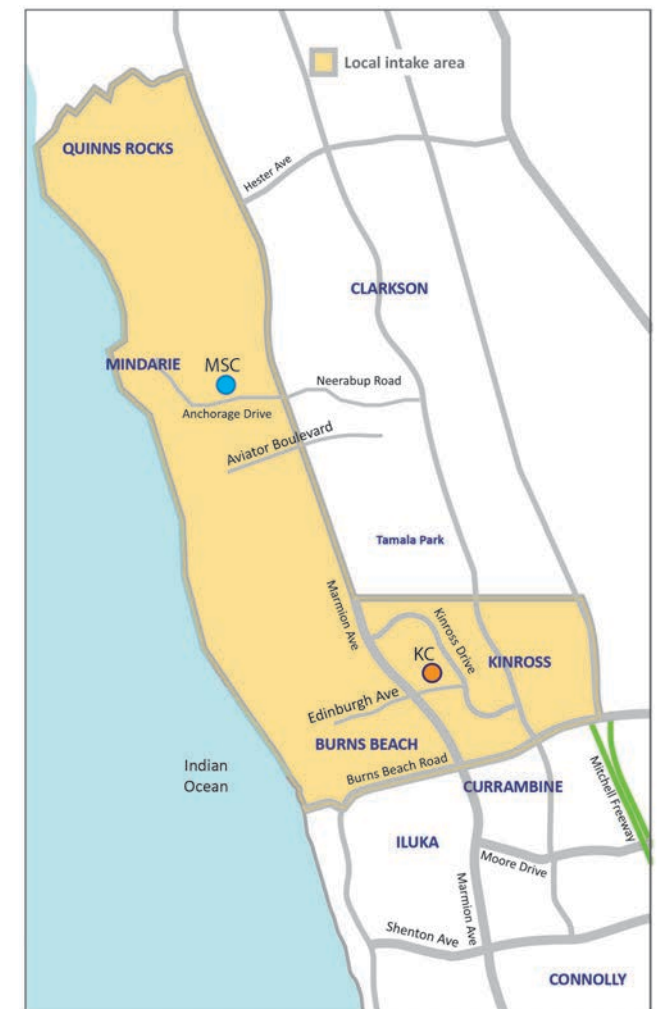 Local intake area
QUINNS ROCKS
Hester Ave
CLARKSON
MINDARIE
MSC
Neerabup Road
Anchorage Drive
Aviator Boulevard
Tamala Park
Marmion Ave
Kinross Drive
KC
KINROSS
Edinburgh Ave
BURNS BEACH
Burns Beach Road
Indian
Ocean
CURRAMBINE
Mitchell Freeway
ILUKA
Moore Drive
Marmion Ave
Shenton Ave
CONNOLLY